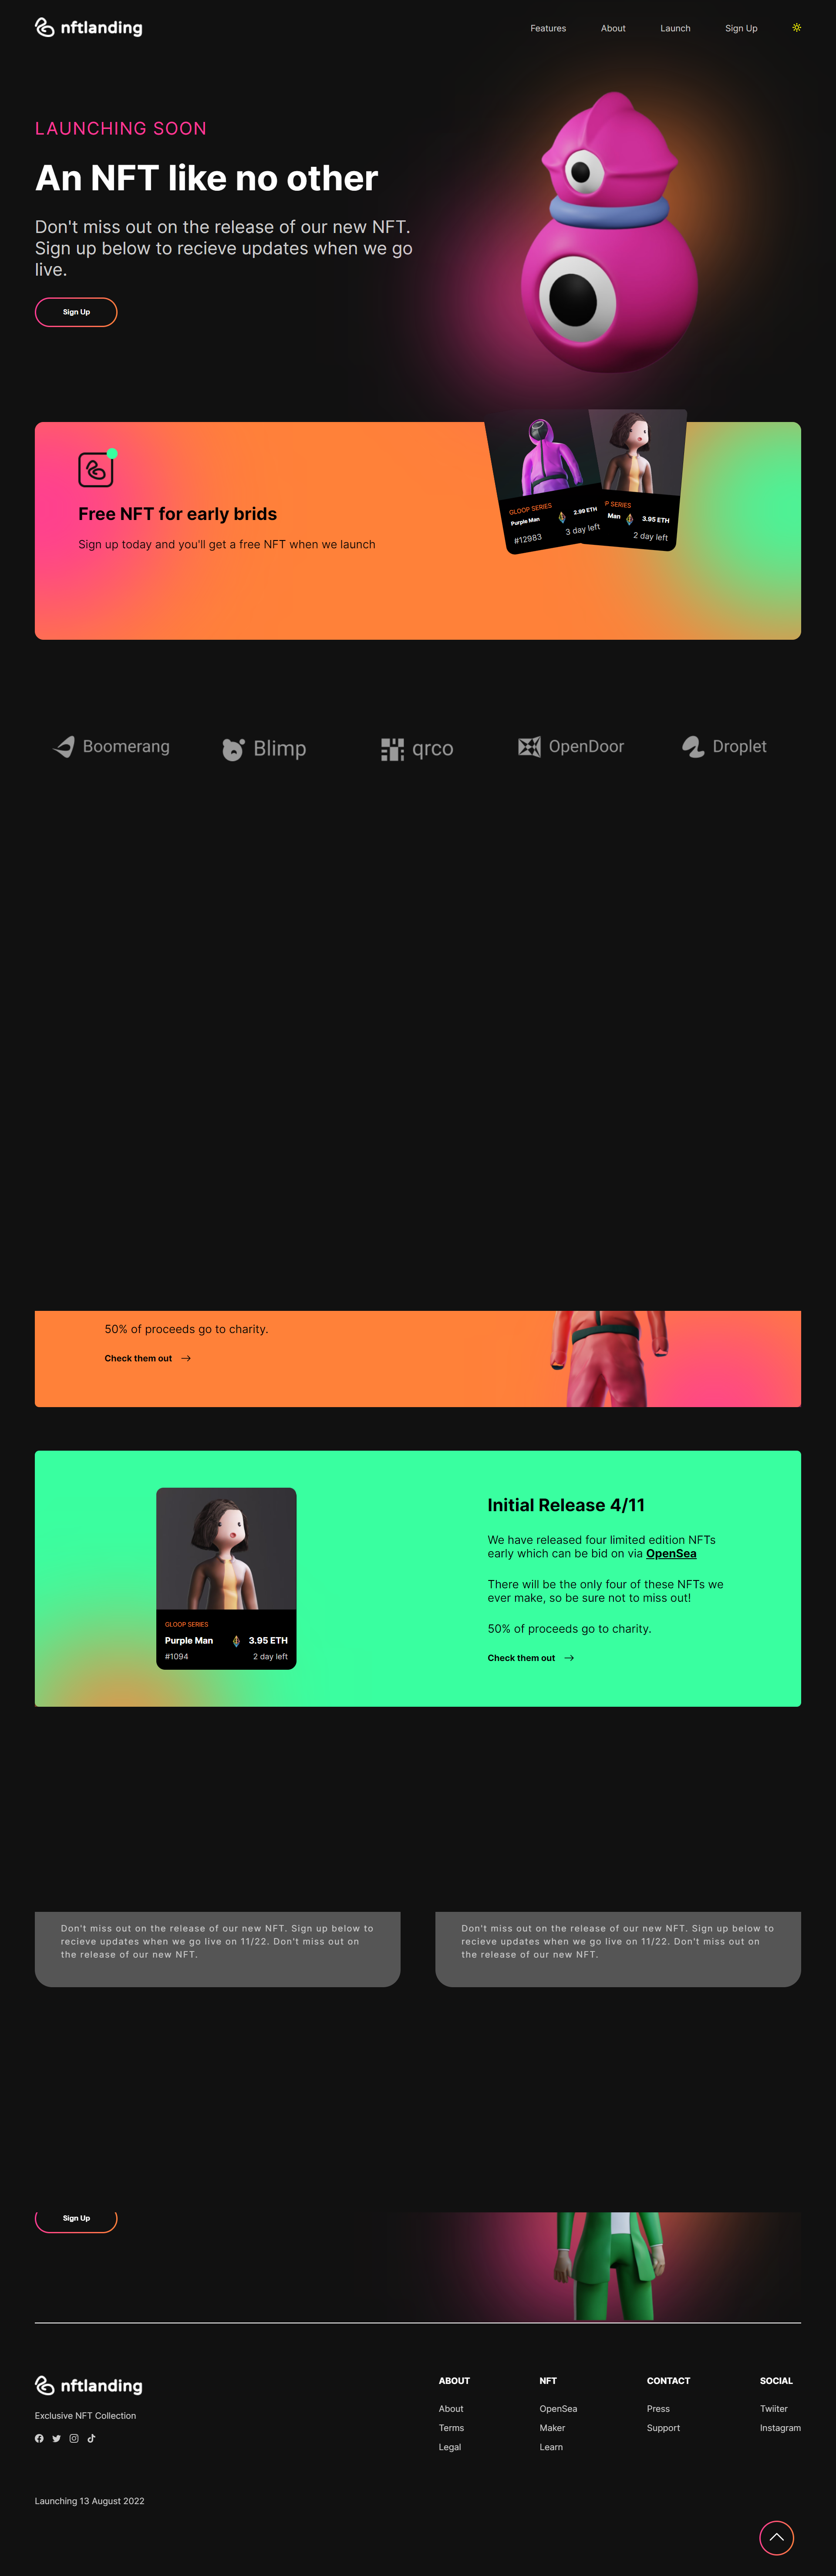 nftlanding
Features About Launch Sign Up
LAUNCHING SOON
An NFT like no other
Don't miss out on the release of our new NFT.
Sign up below to recieve updates when we go
live.
Sign Up
Free NFT for early brids
Sign up today and you'll get a free NFT when we launch
GLOOP SERIES
Purple Man 2.99 ETH
#12983 3 day left
P SERIES
Man 3.95 ETH
2 day left
Boomerang Blimp qrco OpenDoor Droplet
50% of proceeds go to charity.
Check them out
GLOOP SERIES
Purple Man 3.95 ETH
#1094 2 day left
Initial Release 4/11
We have released four limited edition NFTs
early which can be bid on via OpenSea
There will be the only four of these NFTs we
ever make, so be sure not to miss out!
50% of proceeds go to charity.
Check them out
Don't miss out on the release of our new NFT. Sign up below to
recieve updates when we go live on 11/22. Don't miss out on
the release of our new NFT.
Don't miss out on the release of our new NFT. Sign up below to
recieve updates when we go live on 11/22. Don't miss out on
the release of our new NFT.
Sign Up
nftlanding
Exclusive NFT Collection
ABOUT
About
Terms
Legal
NFT
OpenSea
Maker
Learn
CONTACT
Press
Support
SOCIAL
Twiiter
Instagram
Launching 13 August 2022